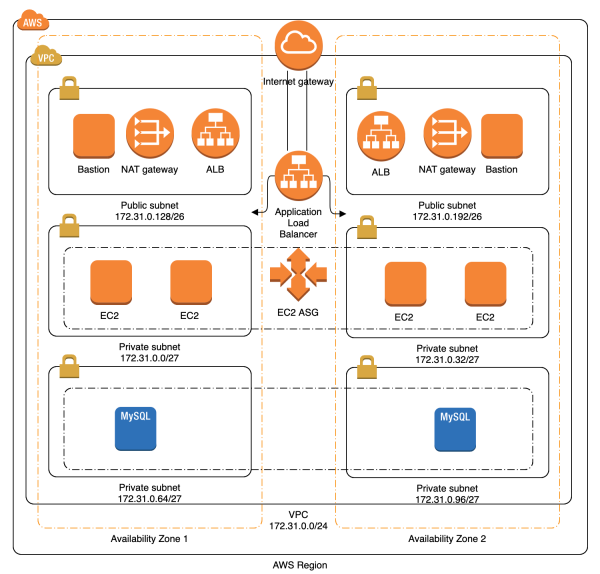 AWS
VPC
Internet gateway
Bastion
NAT gateway
ALB
ALB
NAT gateway
Bastion
Public subnet
172.31.0.128/26
Application
Load
Balancer
Public subnet
172.31.0.192/26
EC2
EC2
EC2 ASG
EC2
EC2
Private subnet
172.31.0.0/27
Private subnet
172.31.0.32/27
MySQL
MySQL
Private subnet
172.31.0.64/27
Private subnet
172.31.0.96/27
VPC
172.31.0.0/24
Availability Zone 1
Availability Zone 2
AWS Region